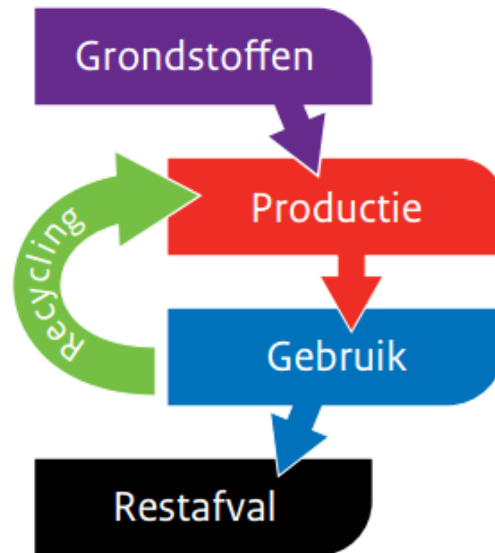 Grondstoffen
Productie
Recycling
Gebruik
Restafval